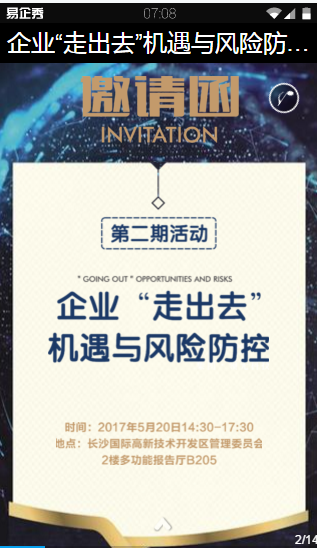 易企秀
07:08
企业“走出去”机遇与风险防...
邀请函
INVITATION
第二期活动
" GOING OUT " OPPORTUNITIES AND RISKS
企业“走出去”
机遇与风险防控
时间：2017年5月20日14:30-17:30
地点：长沙国际高新技术开发区管理委员会
2楼多功能报告厅B205
2/14